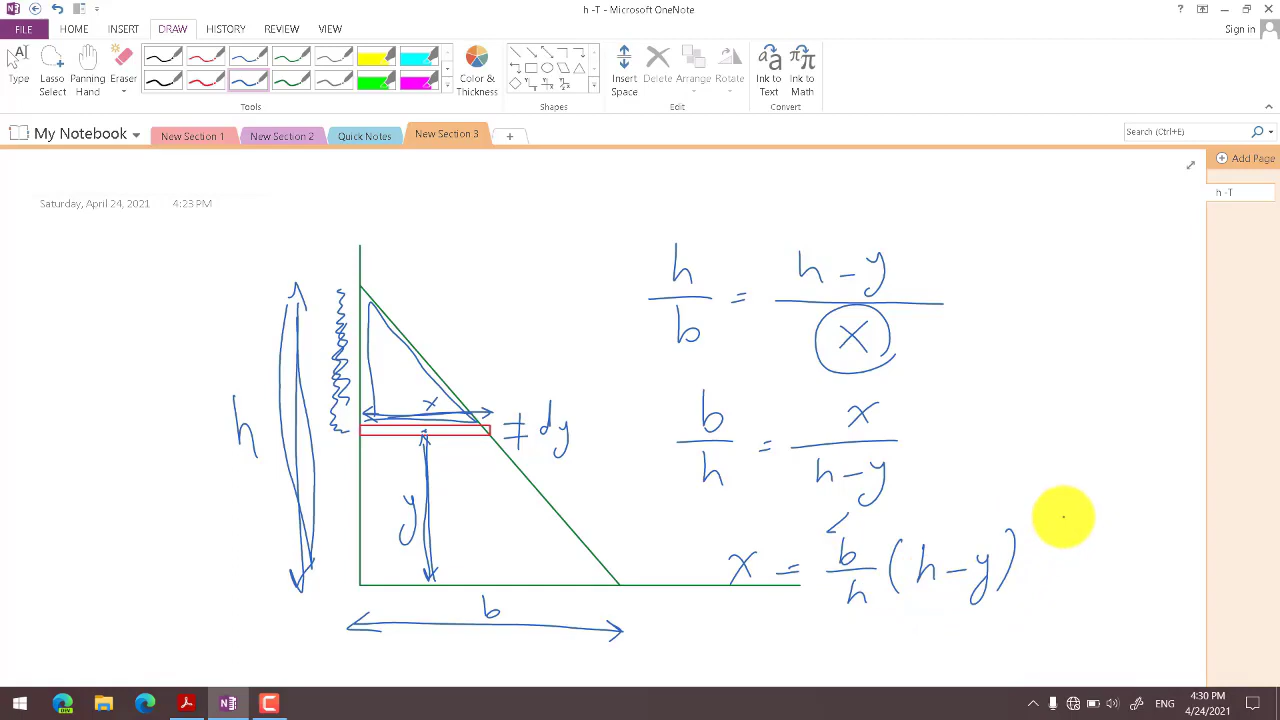 h -T - Microsoft OneNote
FILE HOME INSERT DRAW HISTORY REVIEW VIEW
Sign in
Type Lasso Select Panning Hand Eraser Color & Thickness Insert Space Delete Arrange Rotate Ink to Text Ink to Math
Tools Shapes Edit Convert
My Notebook New Section 1 New Section 2 Quick Notes New Section 3 Search (Ctrl+E)
Add Page
h -T
Saturday, April 24, 2021 4:23 PM
h/b = h-y/x
x
h
dy
b/h = x/h-y
y
x = b/h (h-y)
b
ENG
4:30 PM
4/24/2021